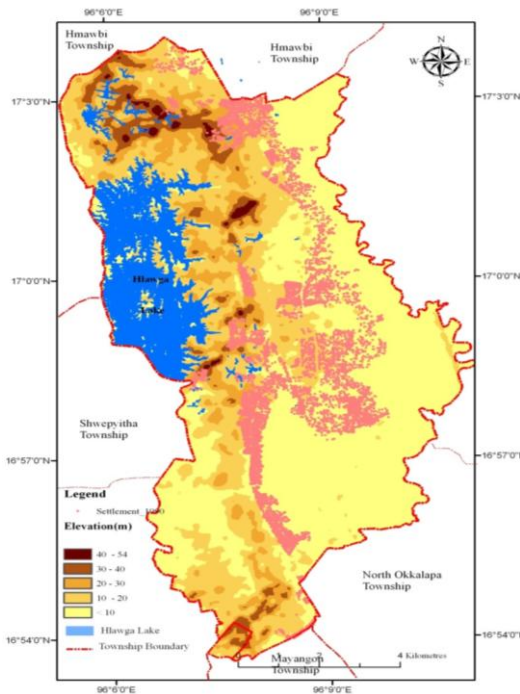 96°6'0"E
96°9'0"E
Hmawbi
Township
Hmawbi
Township
N
W
E
S
17°3'0"N
17°3'0"N
17°0'0"N
17°0'0"N
Hlawga
Lake
Shwepyitha
Township
16°57'0"N
16°57'0"N
Legend
Elevation(m)
40 - 54
30 - 40
20 - 30
10 - 20
< 10
Hlawga Lake
Township Boundary
North Okkalapa
Township
16°54'0"N
16°54'0"N
Mayangon
Township
2
4 Kilometres
96°6'0"E
96°9'0"E